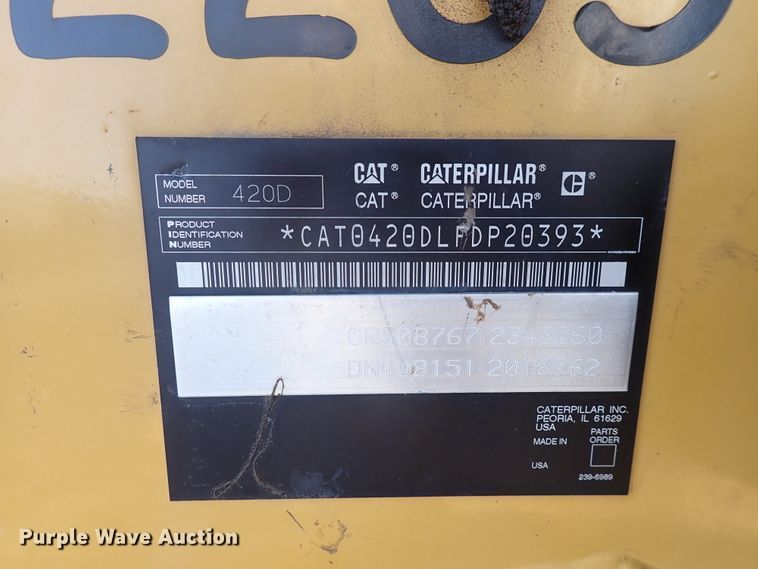 MODEL NUMBER 420D
CAT® CATERPILLAR® C®
CAT® CATERPILLAR®
PRODUCT IDENTIFICATION NUMBER
*CAT0420DLFDP20393*
CRS08767 2343860
DN408151 2018362
CATERPILLAR INC.
PEORIA, IL 61629
USA
MADE IN
USA
PARTS ORDER
239-6989
Purple Wave Auction